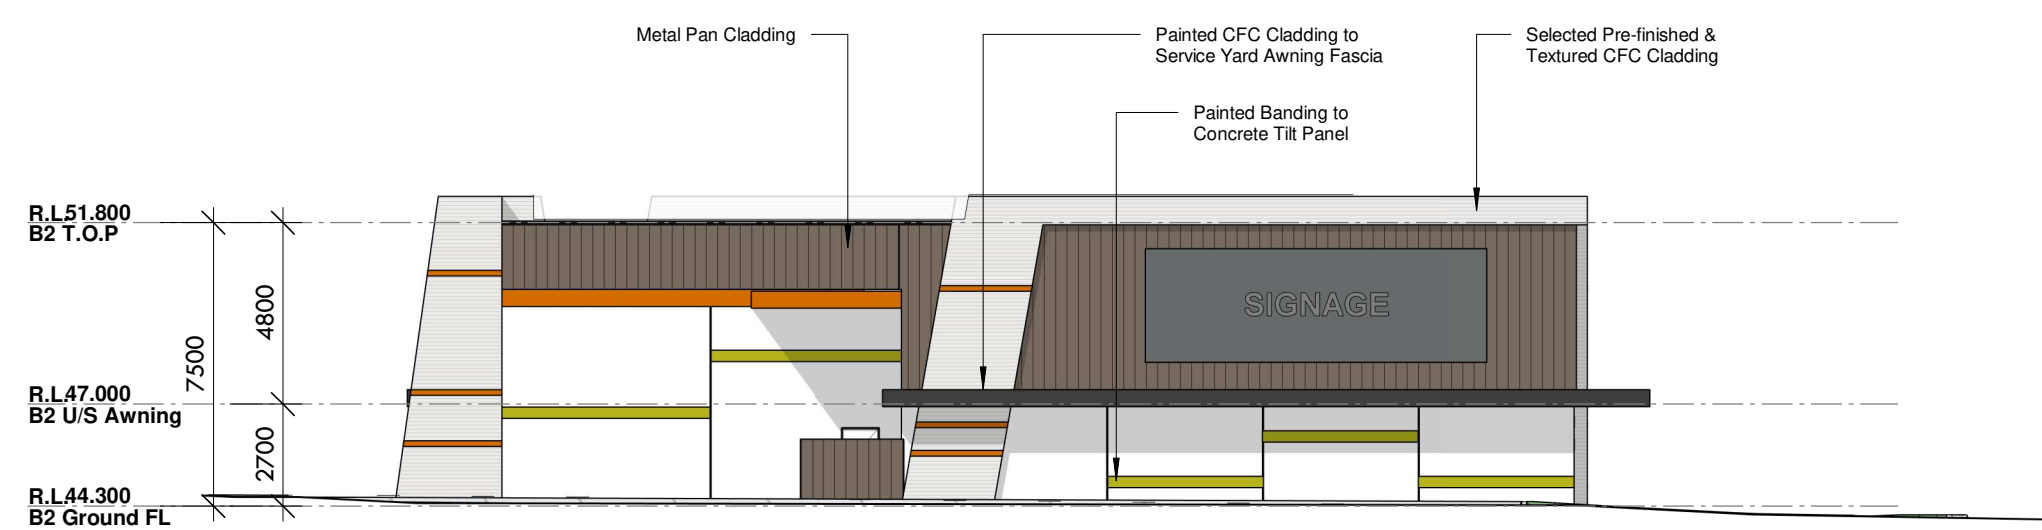 Metal Pan Cladding
Painted CFC Cladding to
Service Yard Awning Fascia
Selected Pre-finished &
Textured CFC Cladding
Painted Banding to
Concrete Tilt Panel
R.L.51.800
B2 T.O.P
7500
4800
SIGNAGE
R.L.47.000
B2 U/S Awning
2700
R.L.44.300
B2 Ground FL